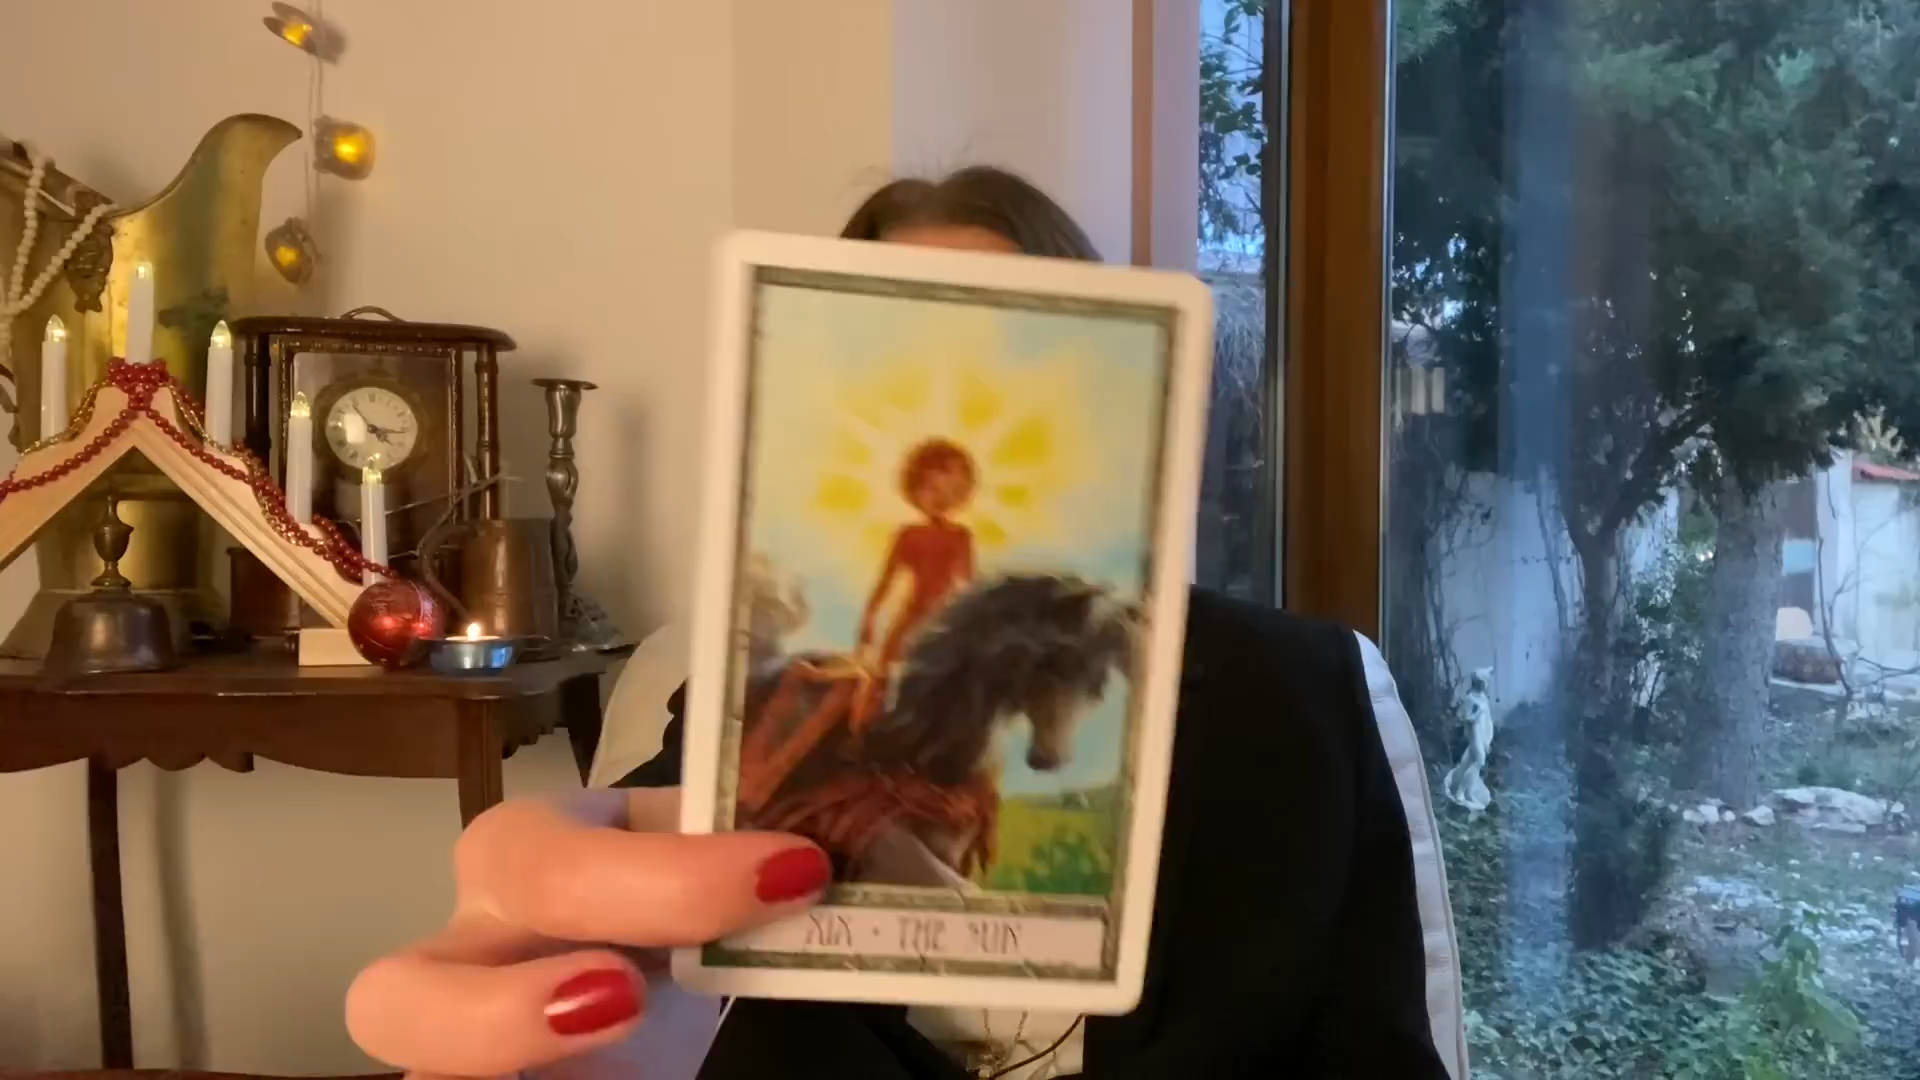 XIX • THE SUN